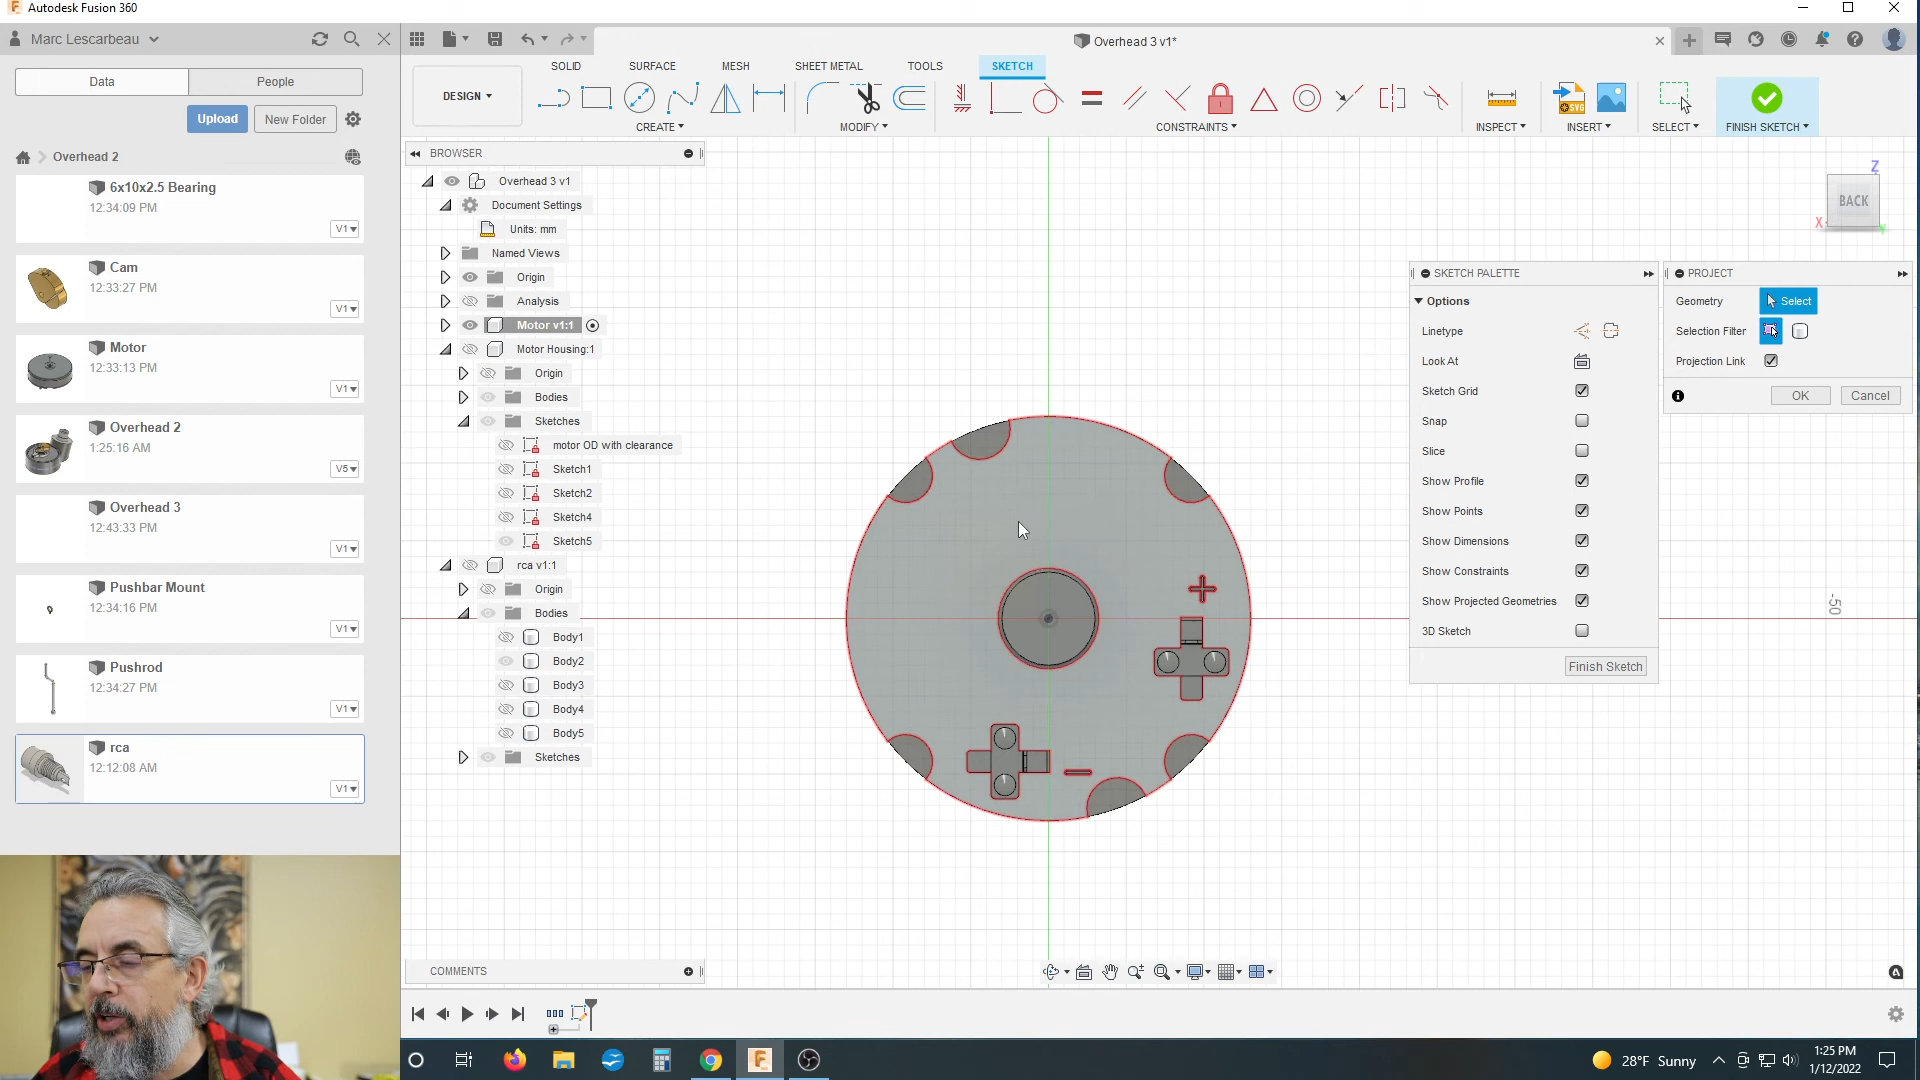 Autodesk Fusion 360
Marc Lescarbeau
Overhead 3 v1*
Data
People
Upload
New Folder
Overhead 2
6x10x2.5 Bearing
12:34:09 PM
V1
Cam
12:33:27 PM
V1
Motor
12:33:13 PM
V1
Overhead 2
1:25:16 AM
V5
Overhead 3
12:43:33 PM
V1
Pushbar Mount
12:34:16 PM
V1
Pushrod
12:34:27 PM
V1
rca
12:12:08 AM
V1
SOLID
SURFACE
MESH
SHEET METAL
TOOLS
SKETCH
DESIGN
CREATE
MODIFY
CONSTRAINTS
INSPECT
INSERT
SELECT
FINISH SKETCH
SVG
BROWSER
Overhead 3 v1
Document Settings
Units: mm
Named Views
Origin
Analysis
Motor v1:1
Motor Housing:1
Origin
Bodies
Sketches
motor OD with clearance
Sketch1
Sketch2
Sketch4
Sketch5
rca v1:1
Origin
Bodies
Body1
Body2
Body3
Body4
Body5
Sketches
COMMENTS
Z
BACK
X
Y
SKETCH PALETTE
Options
Linetype
Look At
Sketch Grid
Snap
Slice
Show Profile
Show Points
Show Dimensions
Show Constraints
Show Projected Geometries
3D Sketch
Finish Sketch
PROJECT
Geometry
Select
Selection Filter
Projection Link
OK
Cancel
-50
28°F Sunny
1:25 PM
1/12/2022